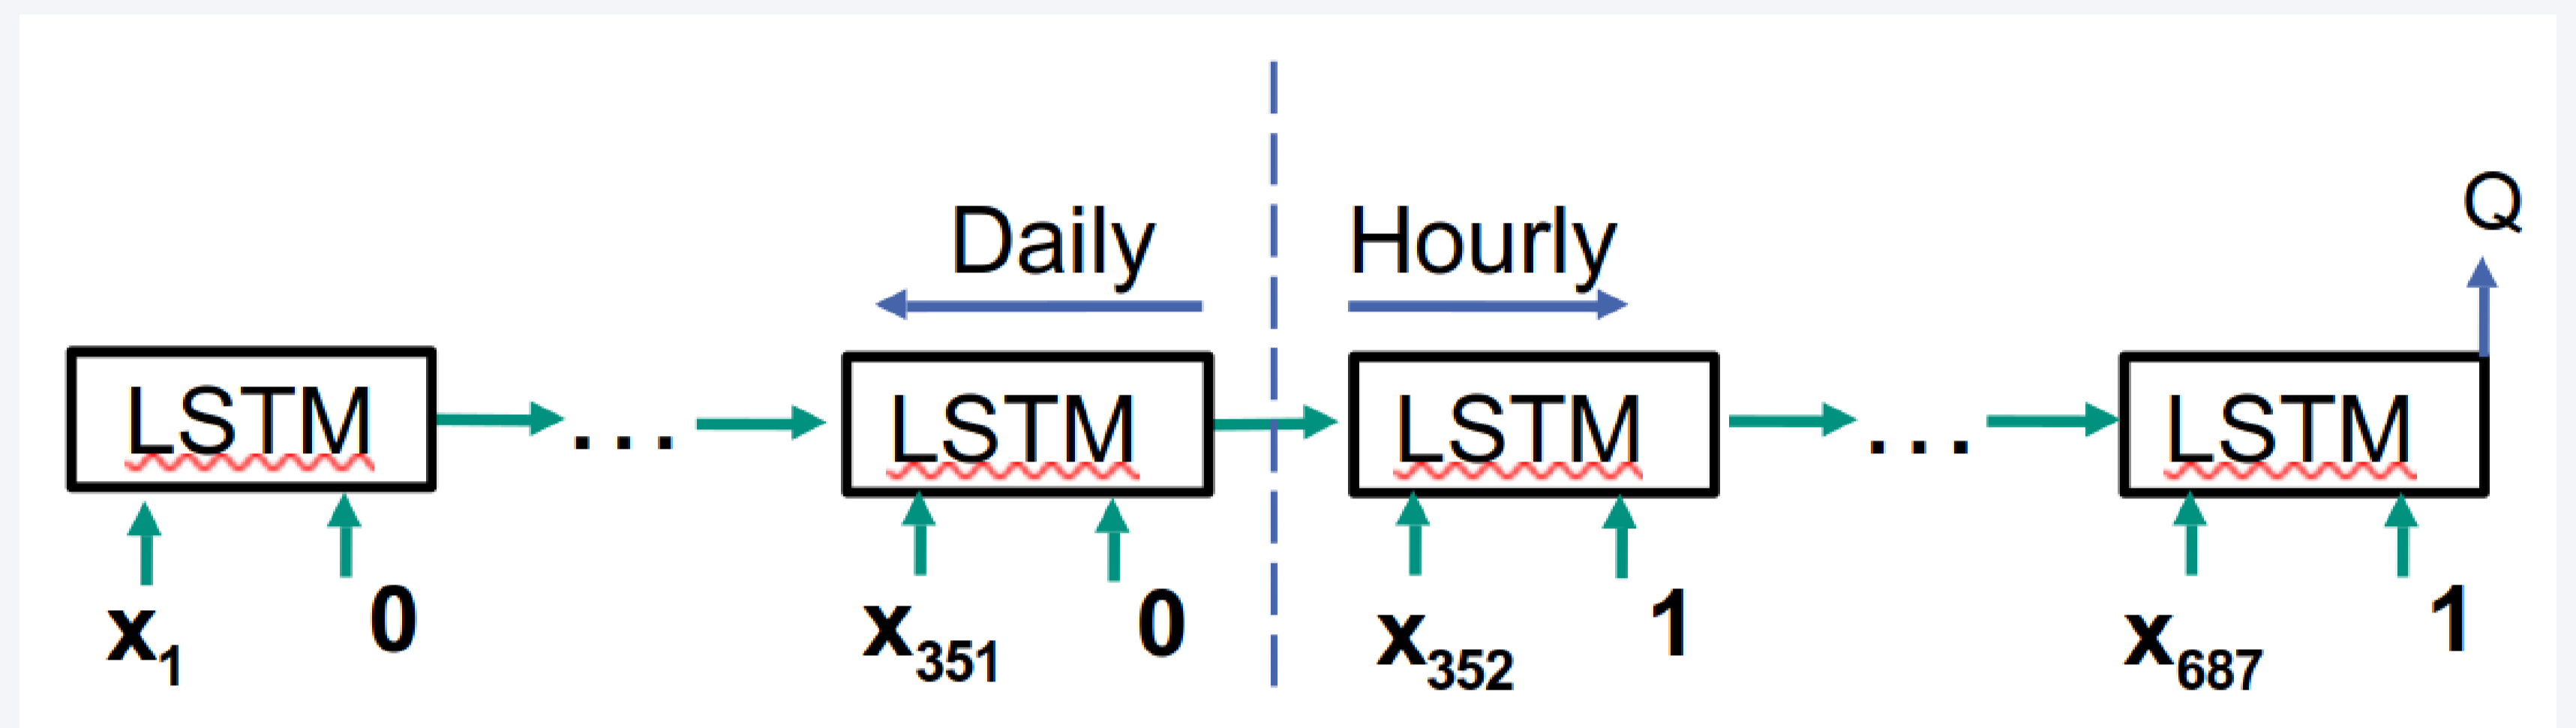 Q
Daily Hourly
LSTM ... LSTM LSTM ... LSTM
x₁ 0 x₃₅₁ 0 x₃₅₂ 1 x₆₈₇ 1